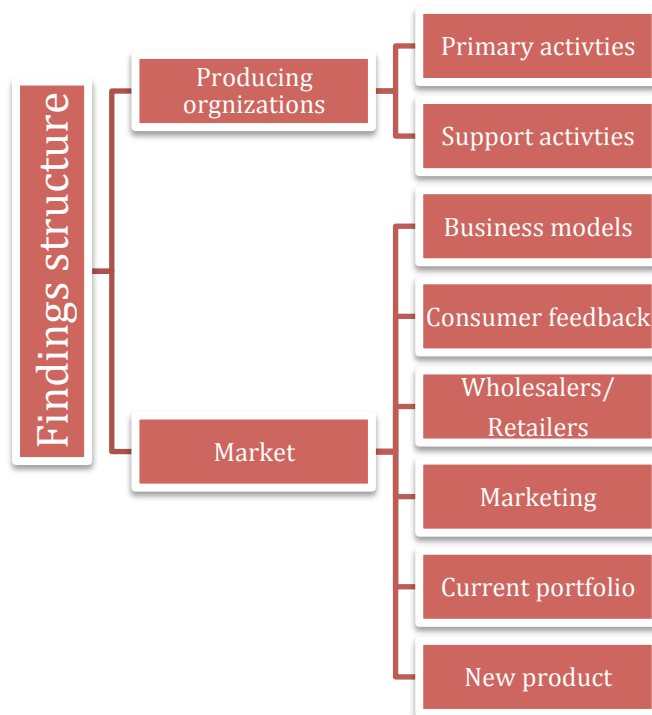 Findings structure
Producing
orgnizations
Primary activties
Support activties
Market
Business models
Consumer feedback
Wholesalers/
Retailers
Marketing
Current portfolio
New product